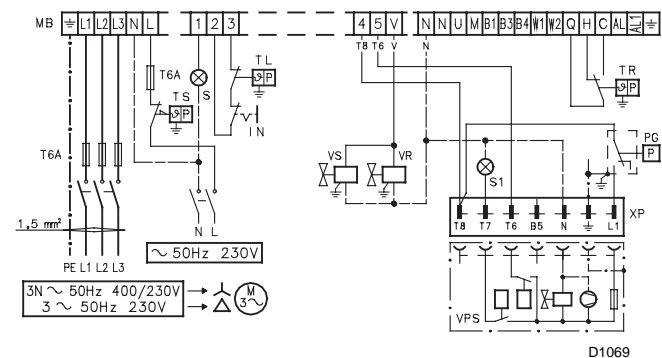 MB ⏚ L1 L2 L3 N L 1 2 3 4 5 V N N U M B1 B3 B4 W1 W2 Q H C AL AL1 ⏚
T8 T6 V N
T6A TS S TL ϑ P
ϑ P
IN
TR
ϑ P
T6A
VS VR S1 PG
P
1,5 mm²
N L
T8 T7 T6 B5 N ⏚ L1 XP
PE L1 L2 L3
~ 50Hz 230V
3N ~ 50Hz 400/230V
3 ~ 50Hz 230V
M
3~
VPS
D1069